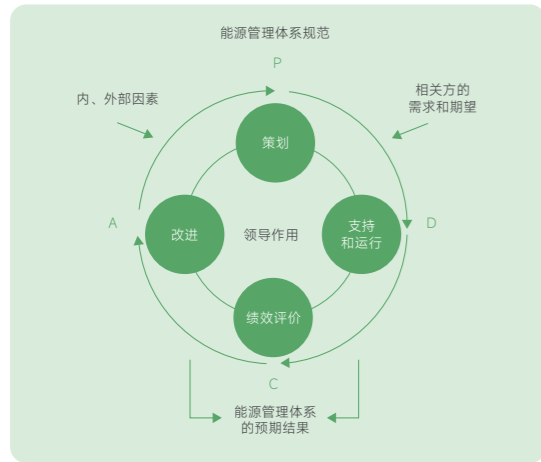 能源管理体系规范
P
内、外部因素
相关方的
需求和期望
策划
A
改进
领导作用
支持
和运行
D
绩效评价
C
能源管理体系
的预期结果